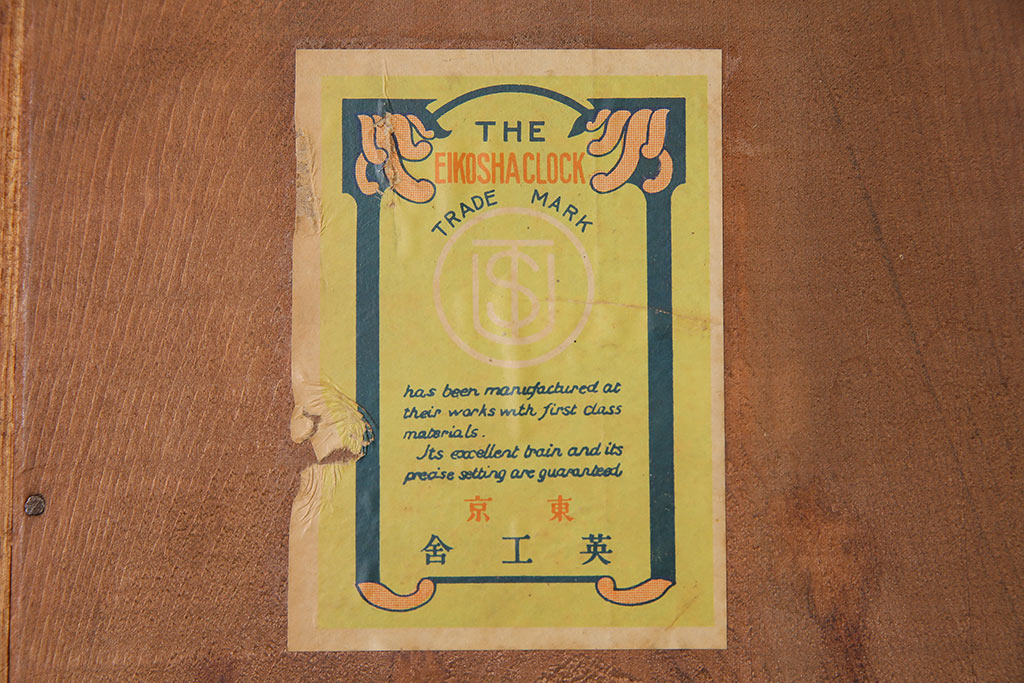 THE
EIKOSHA CLOCK
TRADE MARK
has been manufactured at
their works with first class
materials.
Its excellent train and its
precise setting are guaranteed
東京
英工舍